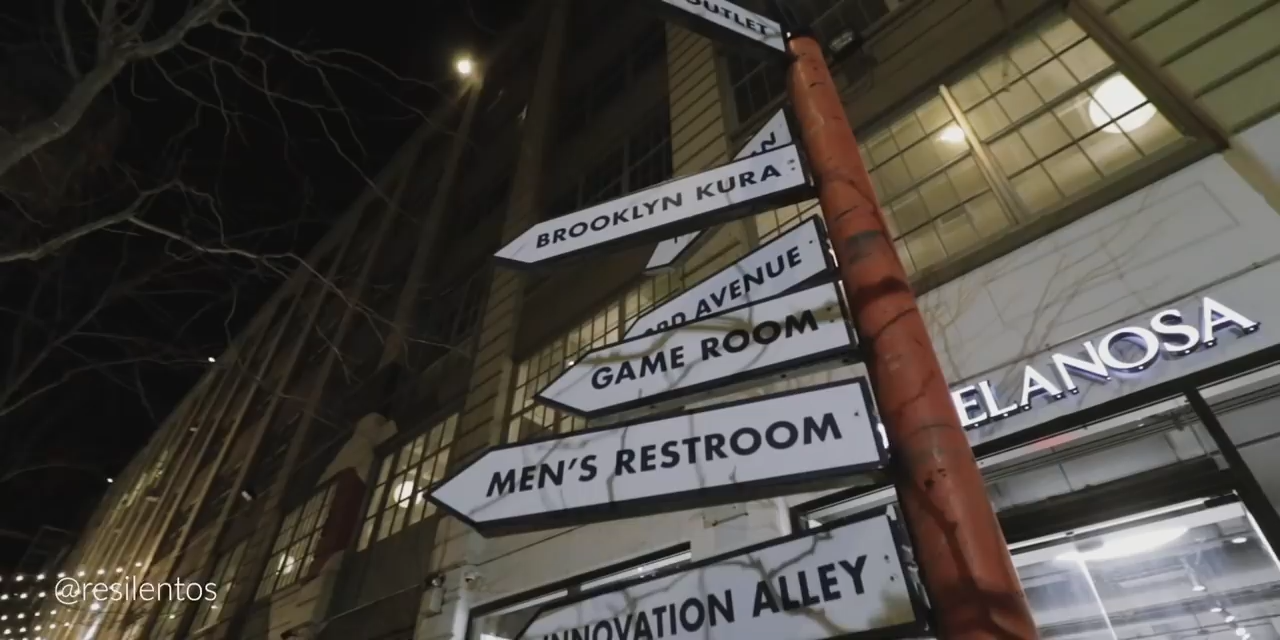 OUTLET
BROOKLYN KURA
AVENUE
GAME ROOM
ELANOSA
MEN'S RESTROOM
INNOVATION ALLEY
@resilentos